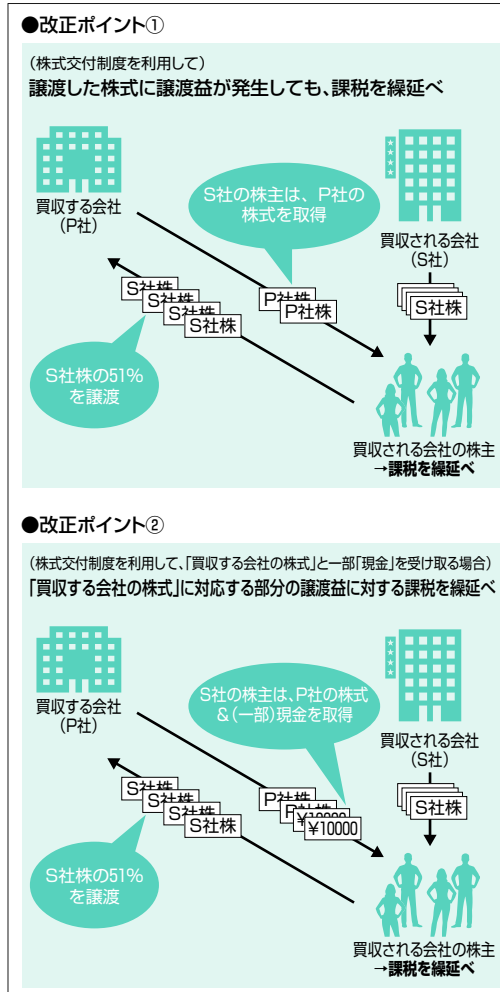 ●改正ポイント①
(株式交付制度を利用して)
譲渡した株式に譲渡益が発生しても、課税を繰延べ
買収する会社
(P社)
S社の株主は、P社の
株式を取得
買収される会社
(S社)
S社株
S社株
S社株
S社株
P社株
P社株
S社株
S社株の51%
を譲渡
買収される会社の株主
→課税を繰延べ
●改正ポイント②
(株式交付制度を利用して、「買収する会社の株式」と一部「現金」を受け取る場合)
「買収する会社の株式」に対応する部分の譲渡益に対する課税を繰延べ
買収する会社
(P社)
S社の株主は、P社の株式
&(一部)現金を取得
買収される会社
(S社)
S社株
S社株
S社株
S社株
P社株
P社株
¥10000
¥10000
S社株
S社株の51%
を譲渡
買収される会社の株主
→課税を繰延べ